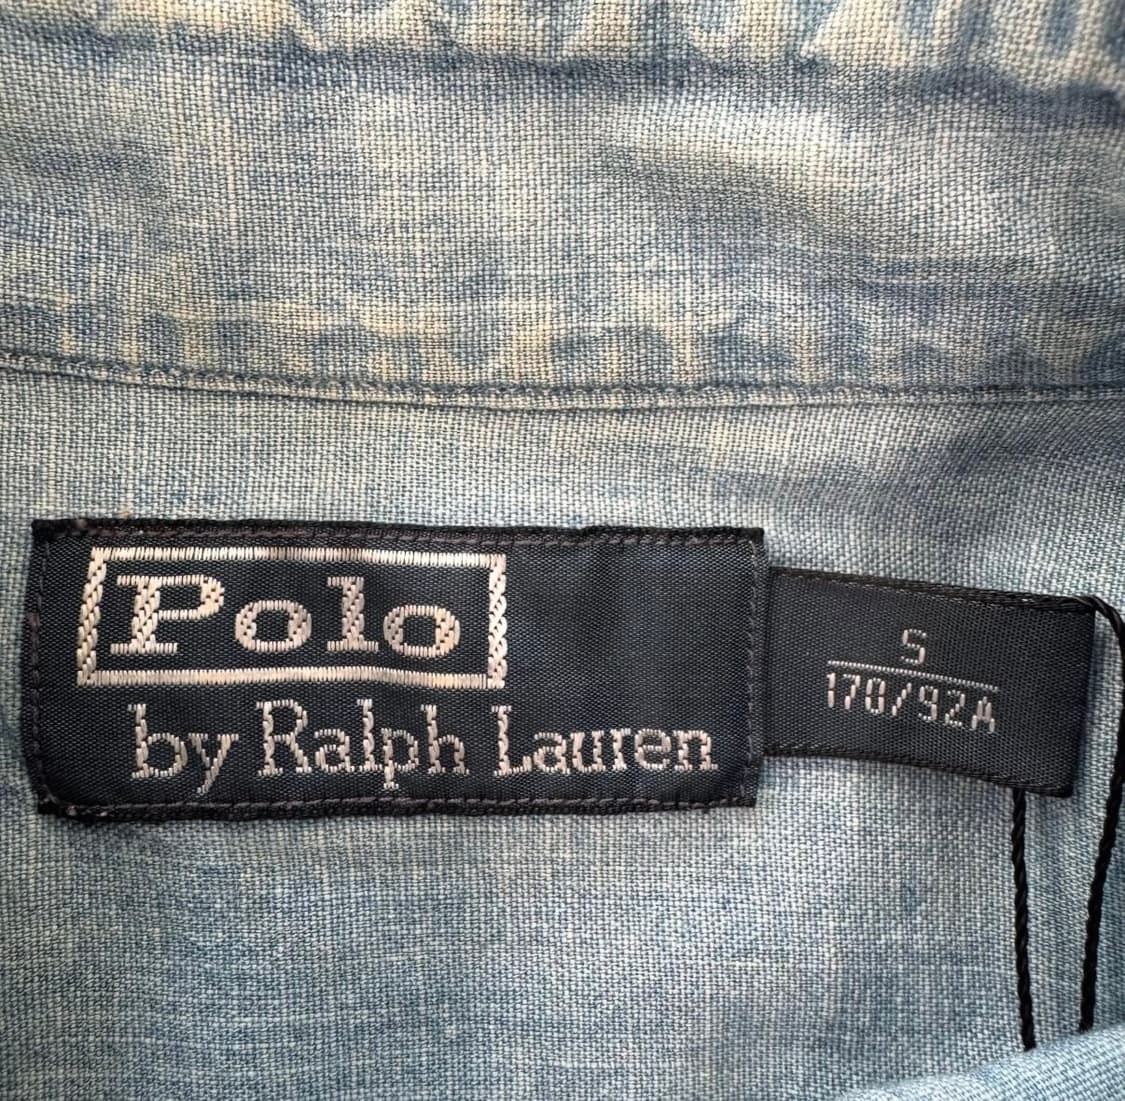 Polo
by Ralph Lauren
S
170/92A